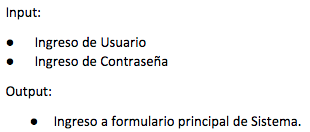 Input:
● Ingreso de Usuario
● Ingreso de Contraseña
Output:
● Ingreso a formulario principal de Sistema.